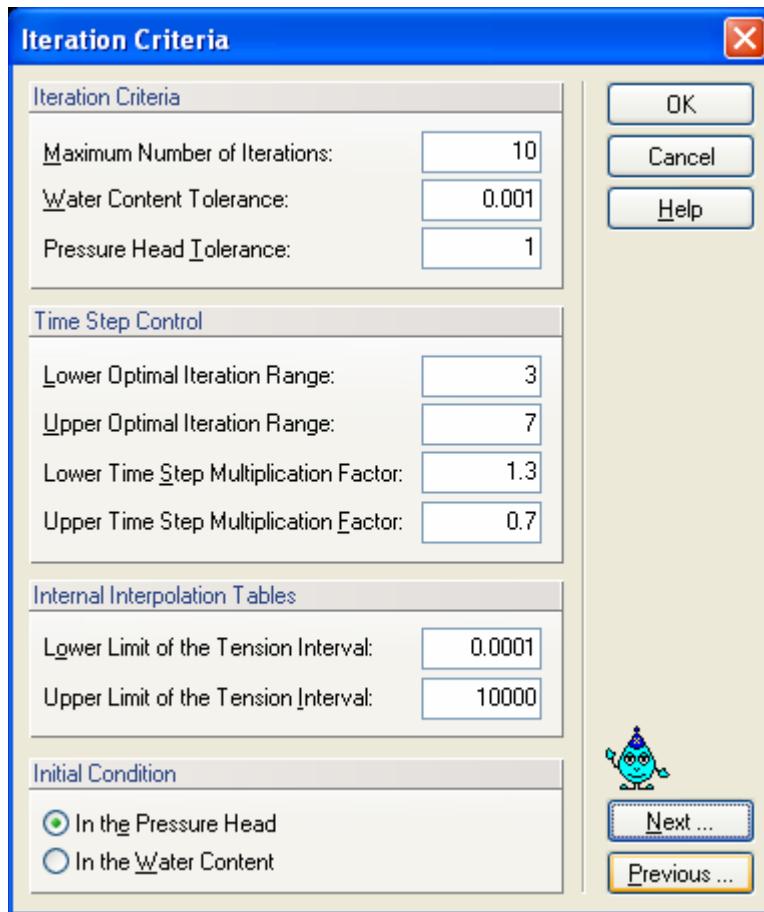 Iteration Criteria
Iteration Criteria
OK
Maximum Number of Iterations: 10
Cancel
Water Content Tolerance: 0.001
Help
Pressure Head Tolerance: 1
Time Step Control
Lower Optimal Iteration Range: 3
Upper Optimal Iteration Range: 7
Lower Time Step Multiplication Factor: 1.3
Upper Time Step Multiplication Factor: 0.7
Internal Interpolation Tables
Lower Limit of the Tension Interval: 0.0001
Upper Limit of the Tension Interval: 10000
Initial Condition
In the Pressure Head
Next ...
In the Water Content
Previous ...